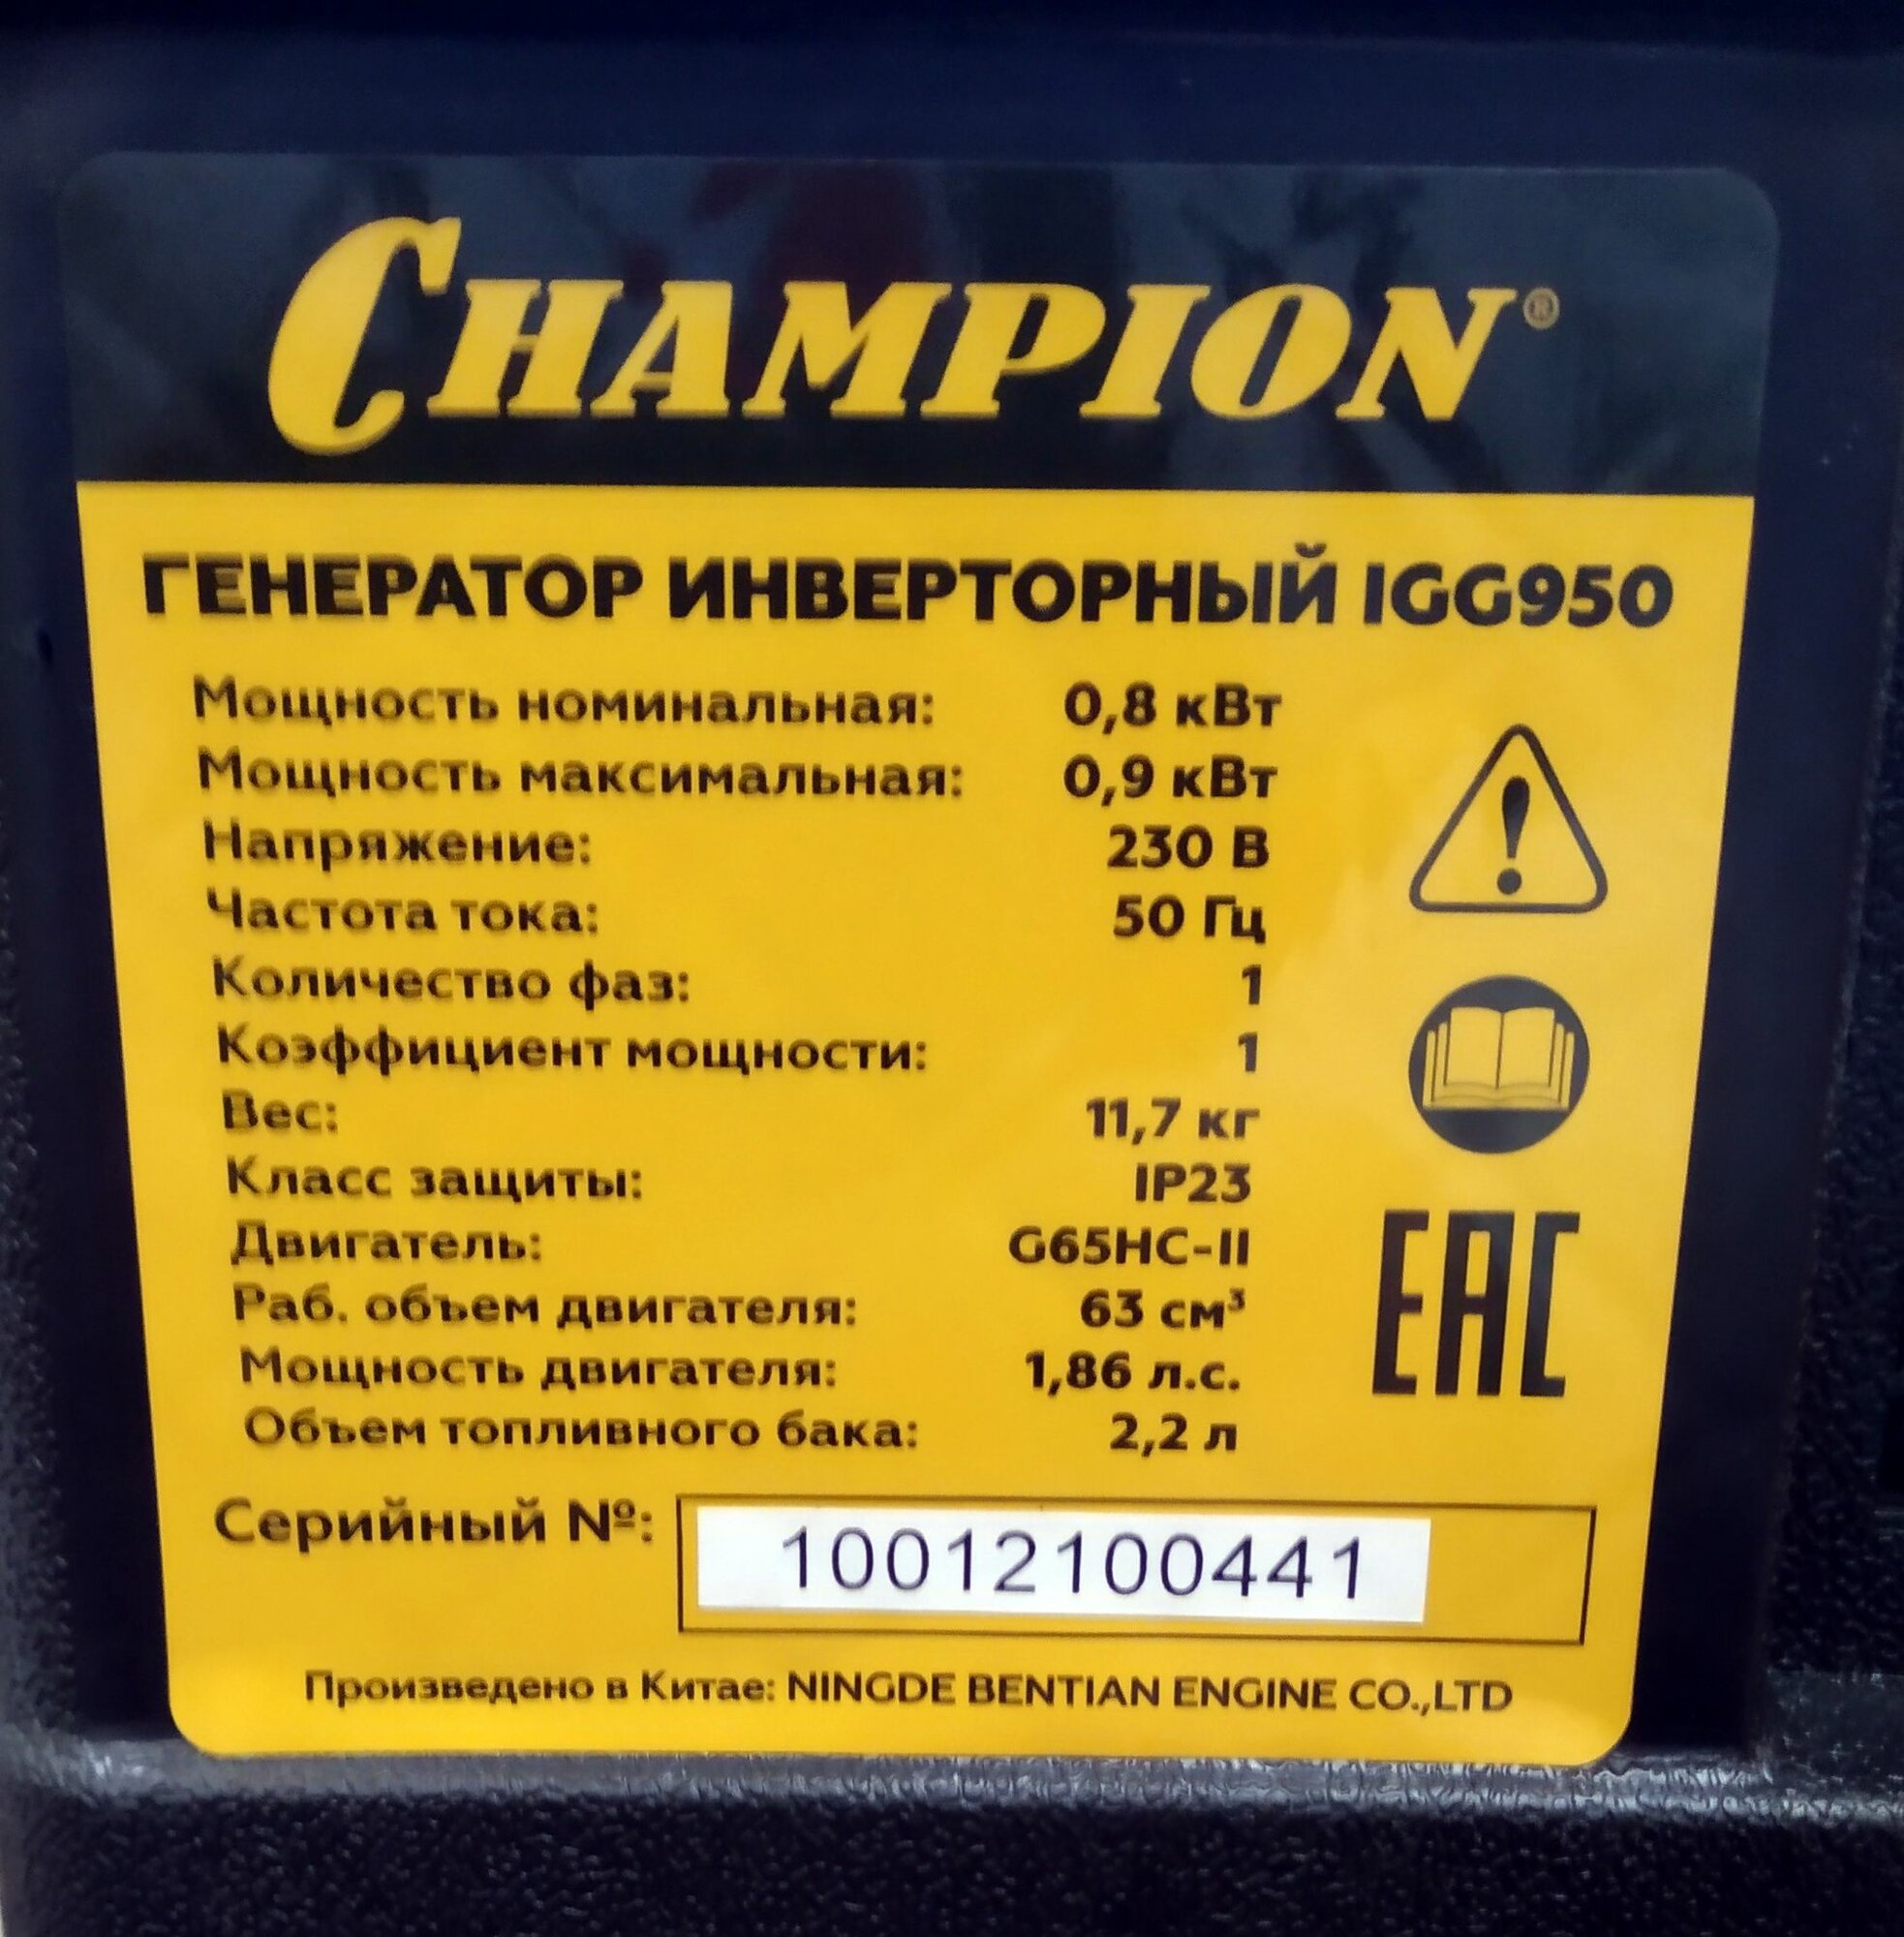 CHAMPION®
ГЕНЕРАТОР ИНВЕРТОРНЫЙ IGG950
Мощность номинальная: 0,8 кВт
Мощность максимальная: 0,9 кВт
Напряжение: 230 В
Частота тока: 50 Гц
Количество фаз: 1
Коэффициент мощности: 1
Вес: 11,7 кг
Класс защиты: IP23
Двигатель: G65HC-II
Раб. объем двигателя: 63 см³
Мощность двигателя: 1,86 л.с.
Объем топливного бака: 2,2 л
EAC
Серийный №: 10012100441
Произведено в Китае: NINGDE BENTIAN ENGINE CO.,LTD